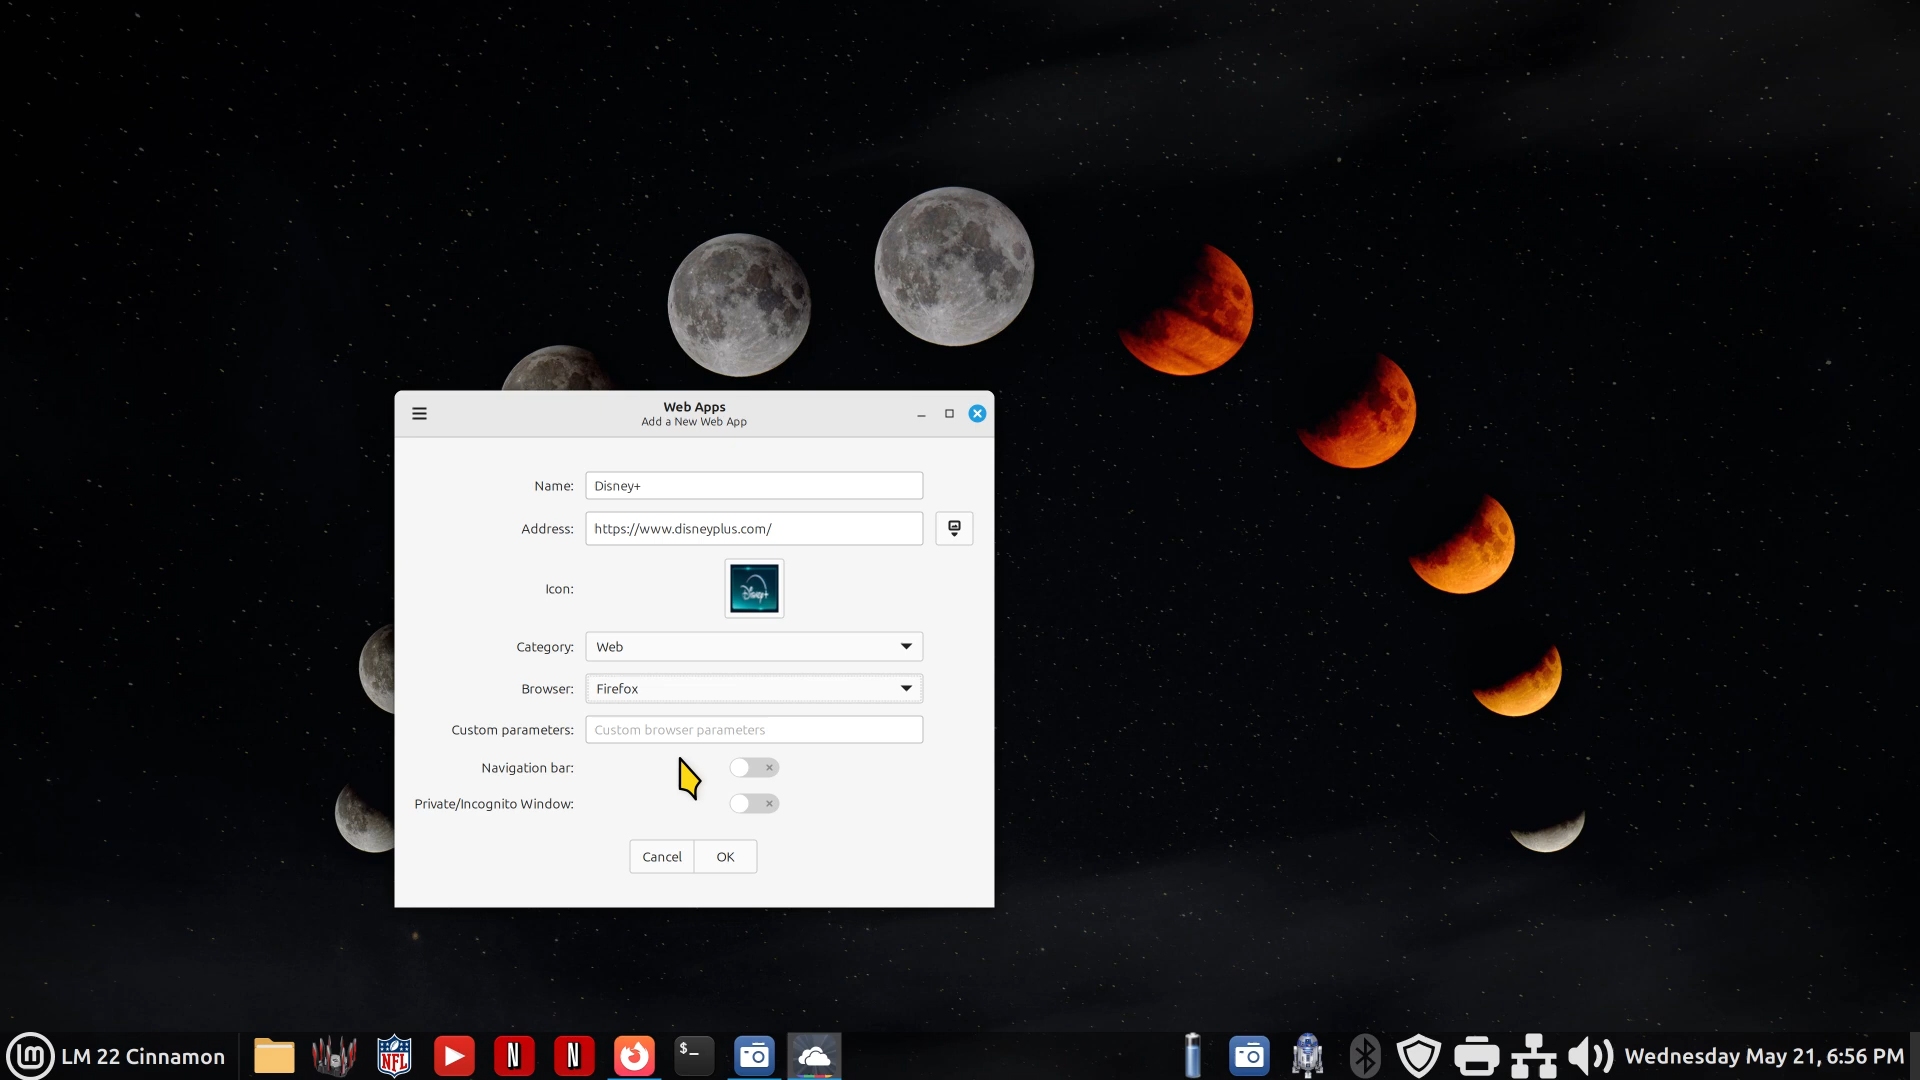 Web Apps
Add a New Web App
Name: Disney+
Address: https://www.disneyplus.com/
Icon: Disney+
Category: Web
Browser: Firefox
Custom parameters: Custom browser parameters
Navigation bar:
Private/Incognito Window:
Cancel OK
LM 22 Cinnamon NFL N N $_ Wednesday May 21, 6:56 PM